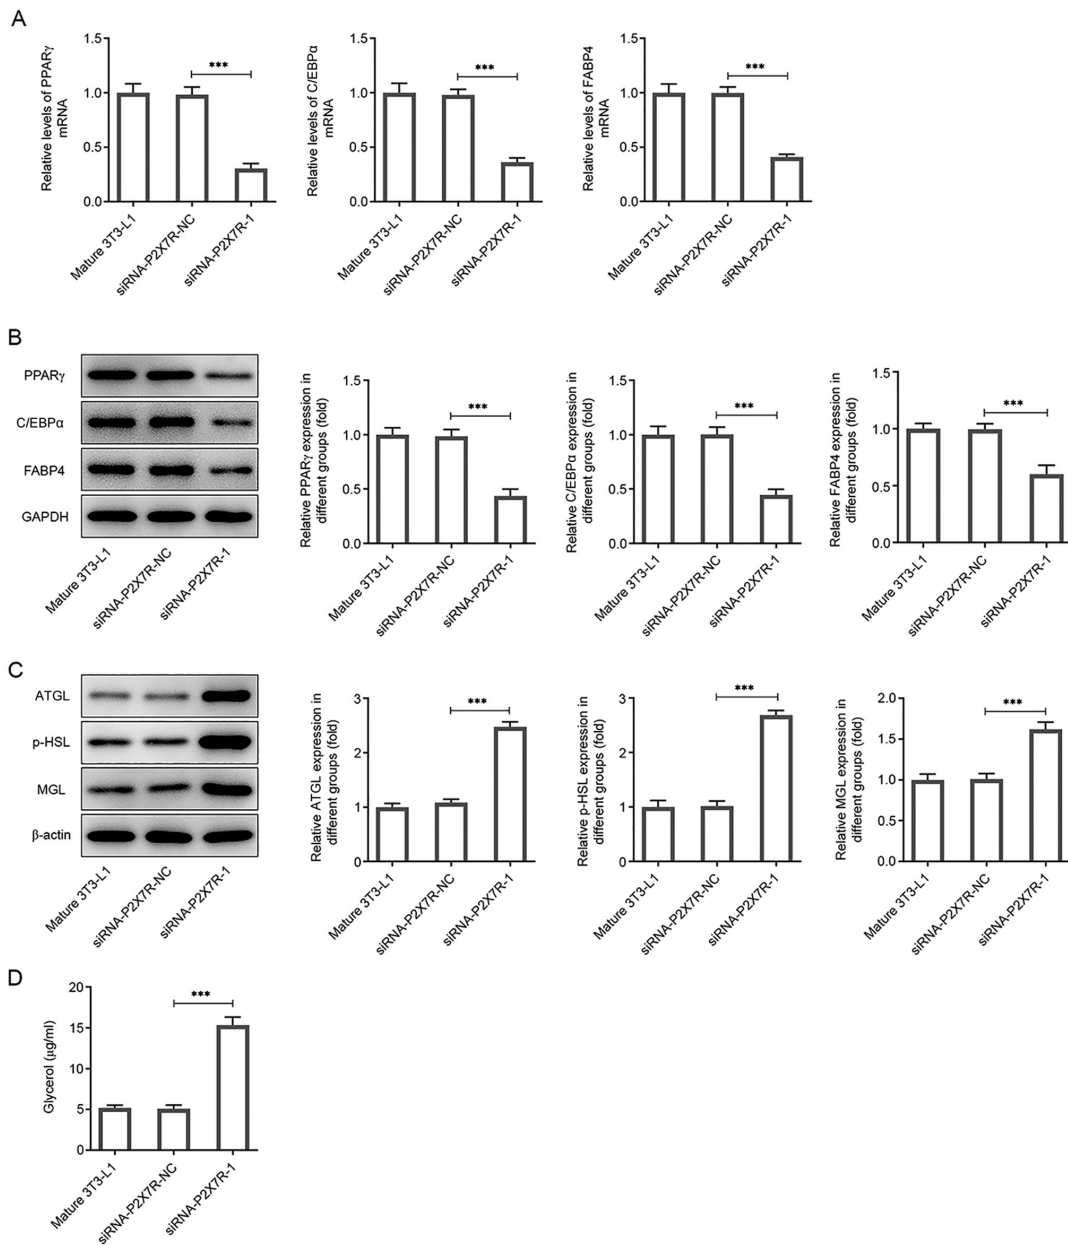 A
Relative levels of PPARγ
mRNA
1.5
1.0
0.5
0.0
***
Mature 3T3-L1
siRNA-P2X7R-NC
siRNA-P2X7R-1
Relative levels of C/EBPα
mRNA
1.5
1.0
0.5
0.0
***
Mature 3T3-L1
siRNA-P2X7R-NC
siRNA-P2X7R-1
Relative levels of FABP4
mRNA
1.5
1.0
0.5
0.0
***
Mature 3T3-L1
siRNA-P2X7R-NC
siRNA-P2X7R-1
B
PPARγ
C/EBPα
FABP4
GAPDH
Mature 3T3-L1
siRNA-P2X7R-NC
siRNA-P2X7R-1
Relative PPARγ expression in
different groups (fold)
1.5
1.0
0.5
0.0
***
Mature 3T3-L1
siRNA-P2X7R-NC
siRNA-P2X7R-1
Relative C/EBPα expression in
different groups (fold)
1.5
1.0
0.5
0.0
***
Mature 3T3-L1
siRNA-P2X7R-NC
siRNA-P2X7R-1
Relative FABP4 expression in
different groups (fold)
1.5
1.0
0.5
0.0
***
Mature 3T3-L1
siRNA-P2X7R-NC
siRNA-P2X7R-1
C
ATGL
p-HSL
MGL
β-actin
Mature 3T3-L1
siRNA-P2X7R-NC
siRNA-P2X7R-1
Relative ATGL expression in
different groups (fold)
3
2
1
0
***
Mature 3T3-L1
siRNA-P2X7R-NC
siRNA-P2X7R-1
Relative p-HSL expression in
different groups (fold)
3
2
1
0
***
Mature 3T3-L1
siRNA-P2X7R-NC
siRNA-P2X7R-1
Relative MGL expression in
different groups (fold)
2.0
1.5
1.0
0.5
0.0
***
Mature 3T3-L1
siRNA-P2X7R-NC
siRNA-P2X7R-1
D
Glycerol (μg/ml)
20
15
10
5
0
***
Mature 3T3-L1
siRNA-P2X7R-NC
siRNA-P2X7R-1